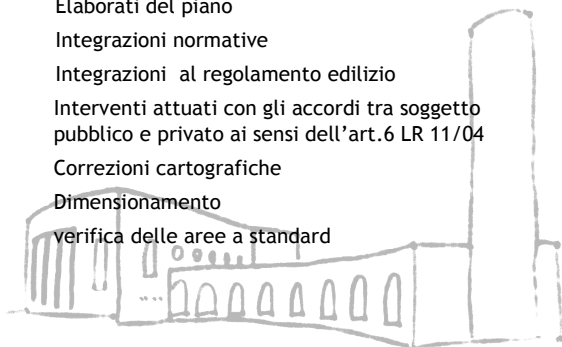 Elaborati del piano
Integrazioni normative
Integrazioni al regolamento edilizio
Interventi attuati con gli accordi tra soggetto
pubblico e privato ai sensi dell'art.6 LR 11/04
Correzioni cartografiche
Dimensionamento
verifica delle aree a standard